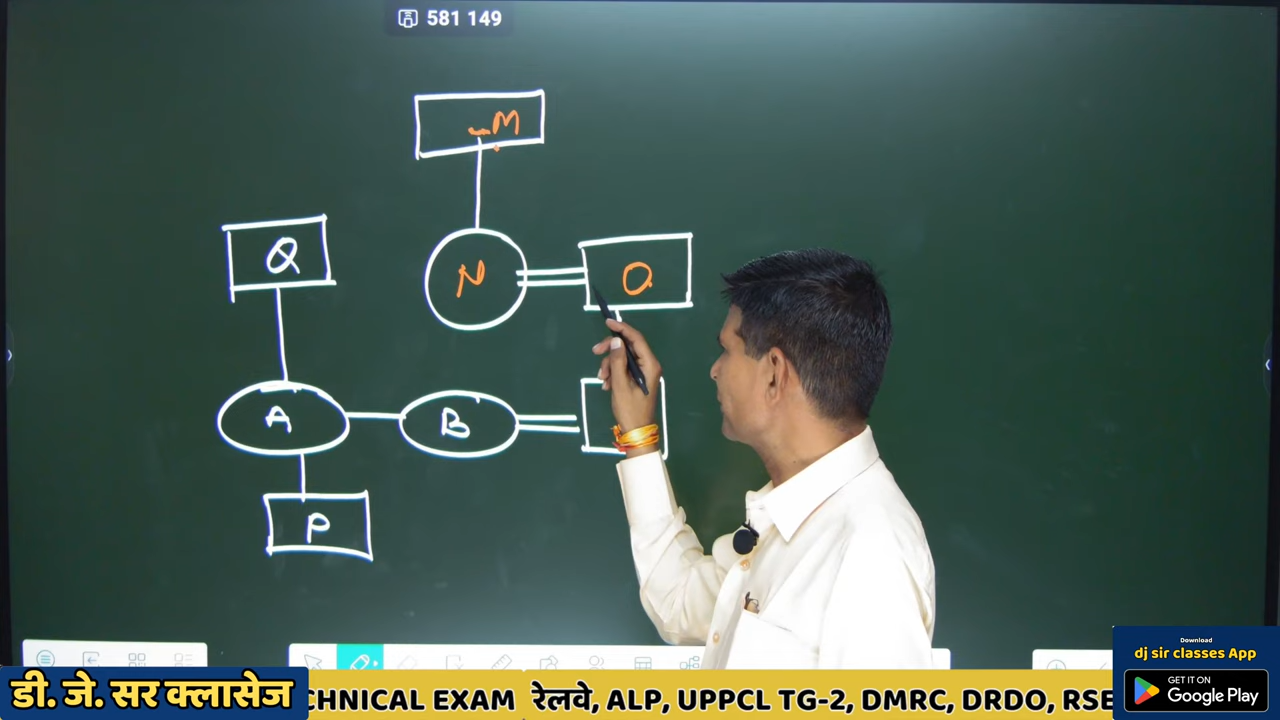 581 149
M
Q
N
O
A
B
P
Download
dj sir classes App
GET IT ON
Google Play
डी. जे. सर क्लासेज
CHNICAL EXAM रेलवे, ALP, UPPCL TG-2, DMRC, DRDO, RSE